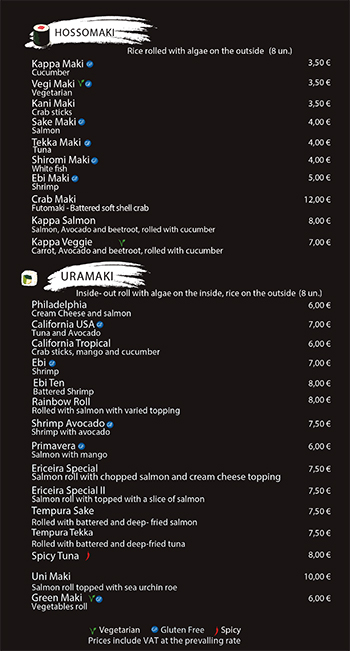 HOSSOMAKI
Rice rolled with algae on the outside (8 un.)
Kappa Maki 3,50 €
Cucumber
Vegi Maki 3,50 €
Vegetarian
Kani Maki 3,50 €
Crab sticks
Sake Maki 4,00 €
Salmon
Tekka Maki 4,00 €
Tuna
Shiromi Maki 4,00 €
White fish
Ebi Maki 5,00 €
Shrimp
Crab Maki 12,00 €
Futomaki - Battered soft shell crab
Kappa Salmon 8,00 €
Salmon, Avocado and beetroot, rolled with cucumber
Kappa Veggie 7,00 €
Carrot, Avocado and beetroot, rolled with cucumber
URAMAKI
Inside- out roll with algae on the inside, rice on the outside (8 un.)
Philadelphia 6,00 €
Cream Cheese and salmon
California USA 7,00 €
Tuna and Avocado
California Tropical 6,00 €
Crab sticks, mango and cucumber
Ebi 7,00 €
Shrimp
Ebi Ten 8,00 €
Battered Shrimp
Rainbow Roll 8,00 €
Rolled with salmon with varied topping
Shrimp Avocado 7,50 €
Shrimp with avocado
Primavera 6,00 €
Salmon with mango
Ericeira Special 7,50 €
Salmon roll with chopped salmon and cream cheese topping
Ericeira Special II 7,50 €
Salmon roll with topped with a slice of salmon
Tempura Sake 7,50 €
Rolled with battered and deep- fried salmon
Tempura Tekka 7,50 €
Rolled with battered and deep-fried tuna
Spicy Tuna 8,00 €
Uni Maki 10,00 €
Salmon roll topped with sea urchin roe
Green Maki 6,00 €
Vegetables roll
Vegetarian Gluten Free Spicy
Prices include VAT at the prevalling rate